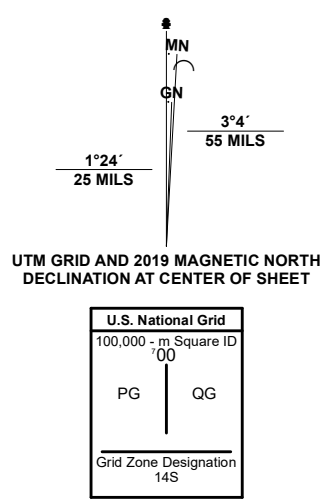 MN
GN
3°4´
55 MILS
1°24´
25 MILS
UTM GRID AND 2019 MAGNETIC NORTH
DECLINATION AT CENTER OF SHEET
U.S. National Grid
100,000 - m Square ID
⁷00
PG QG
Grid Zone Designation
14S